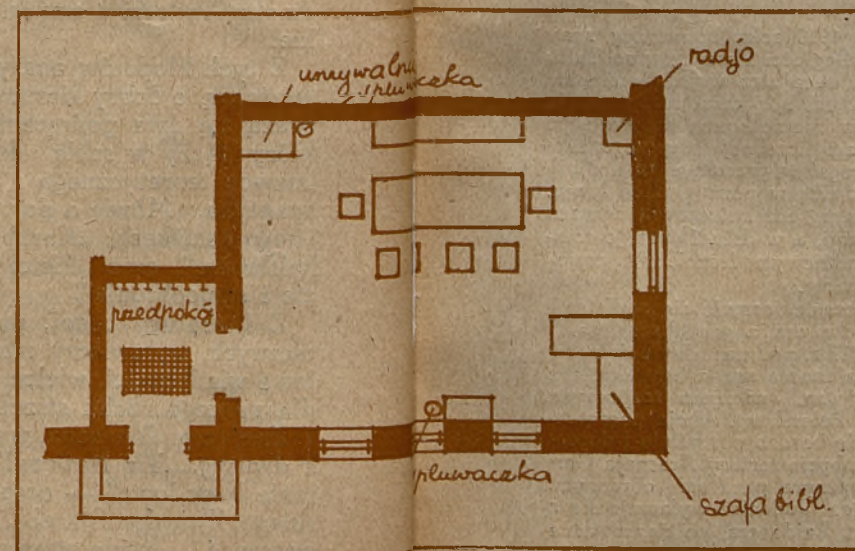 radjo
umywalnia
spluwaczka
przedpokój
spluwaczka
szafa bibl.